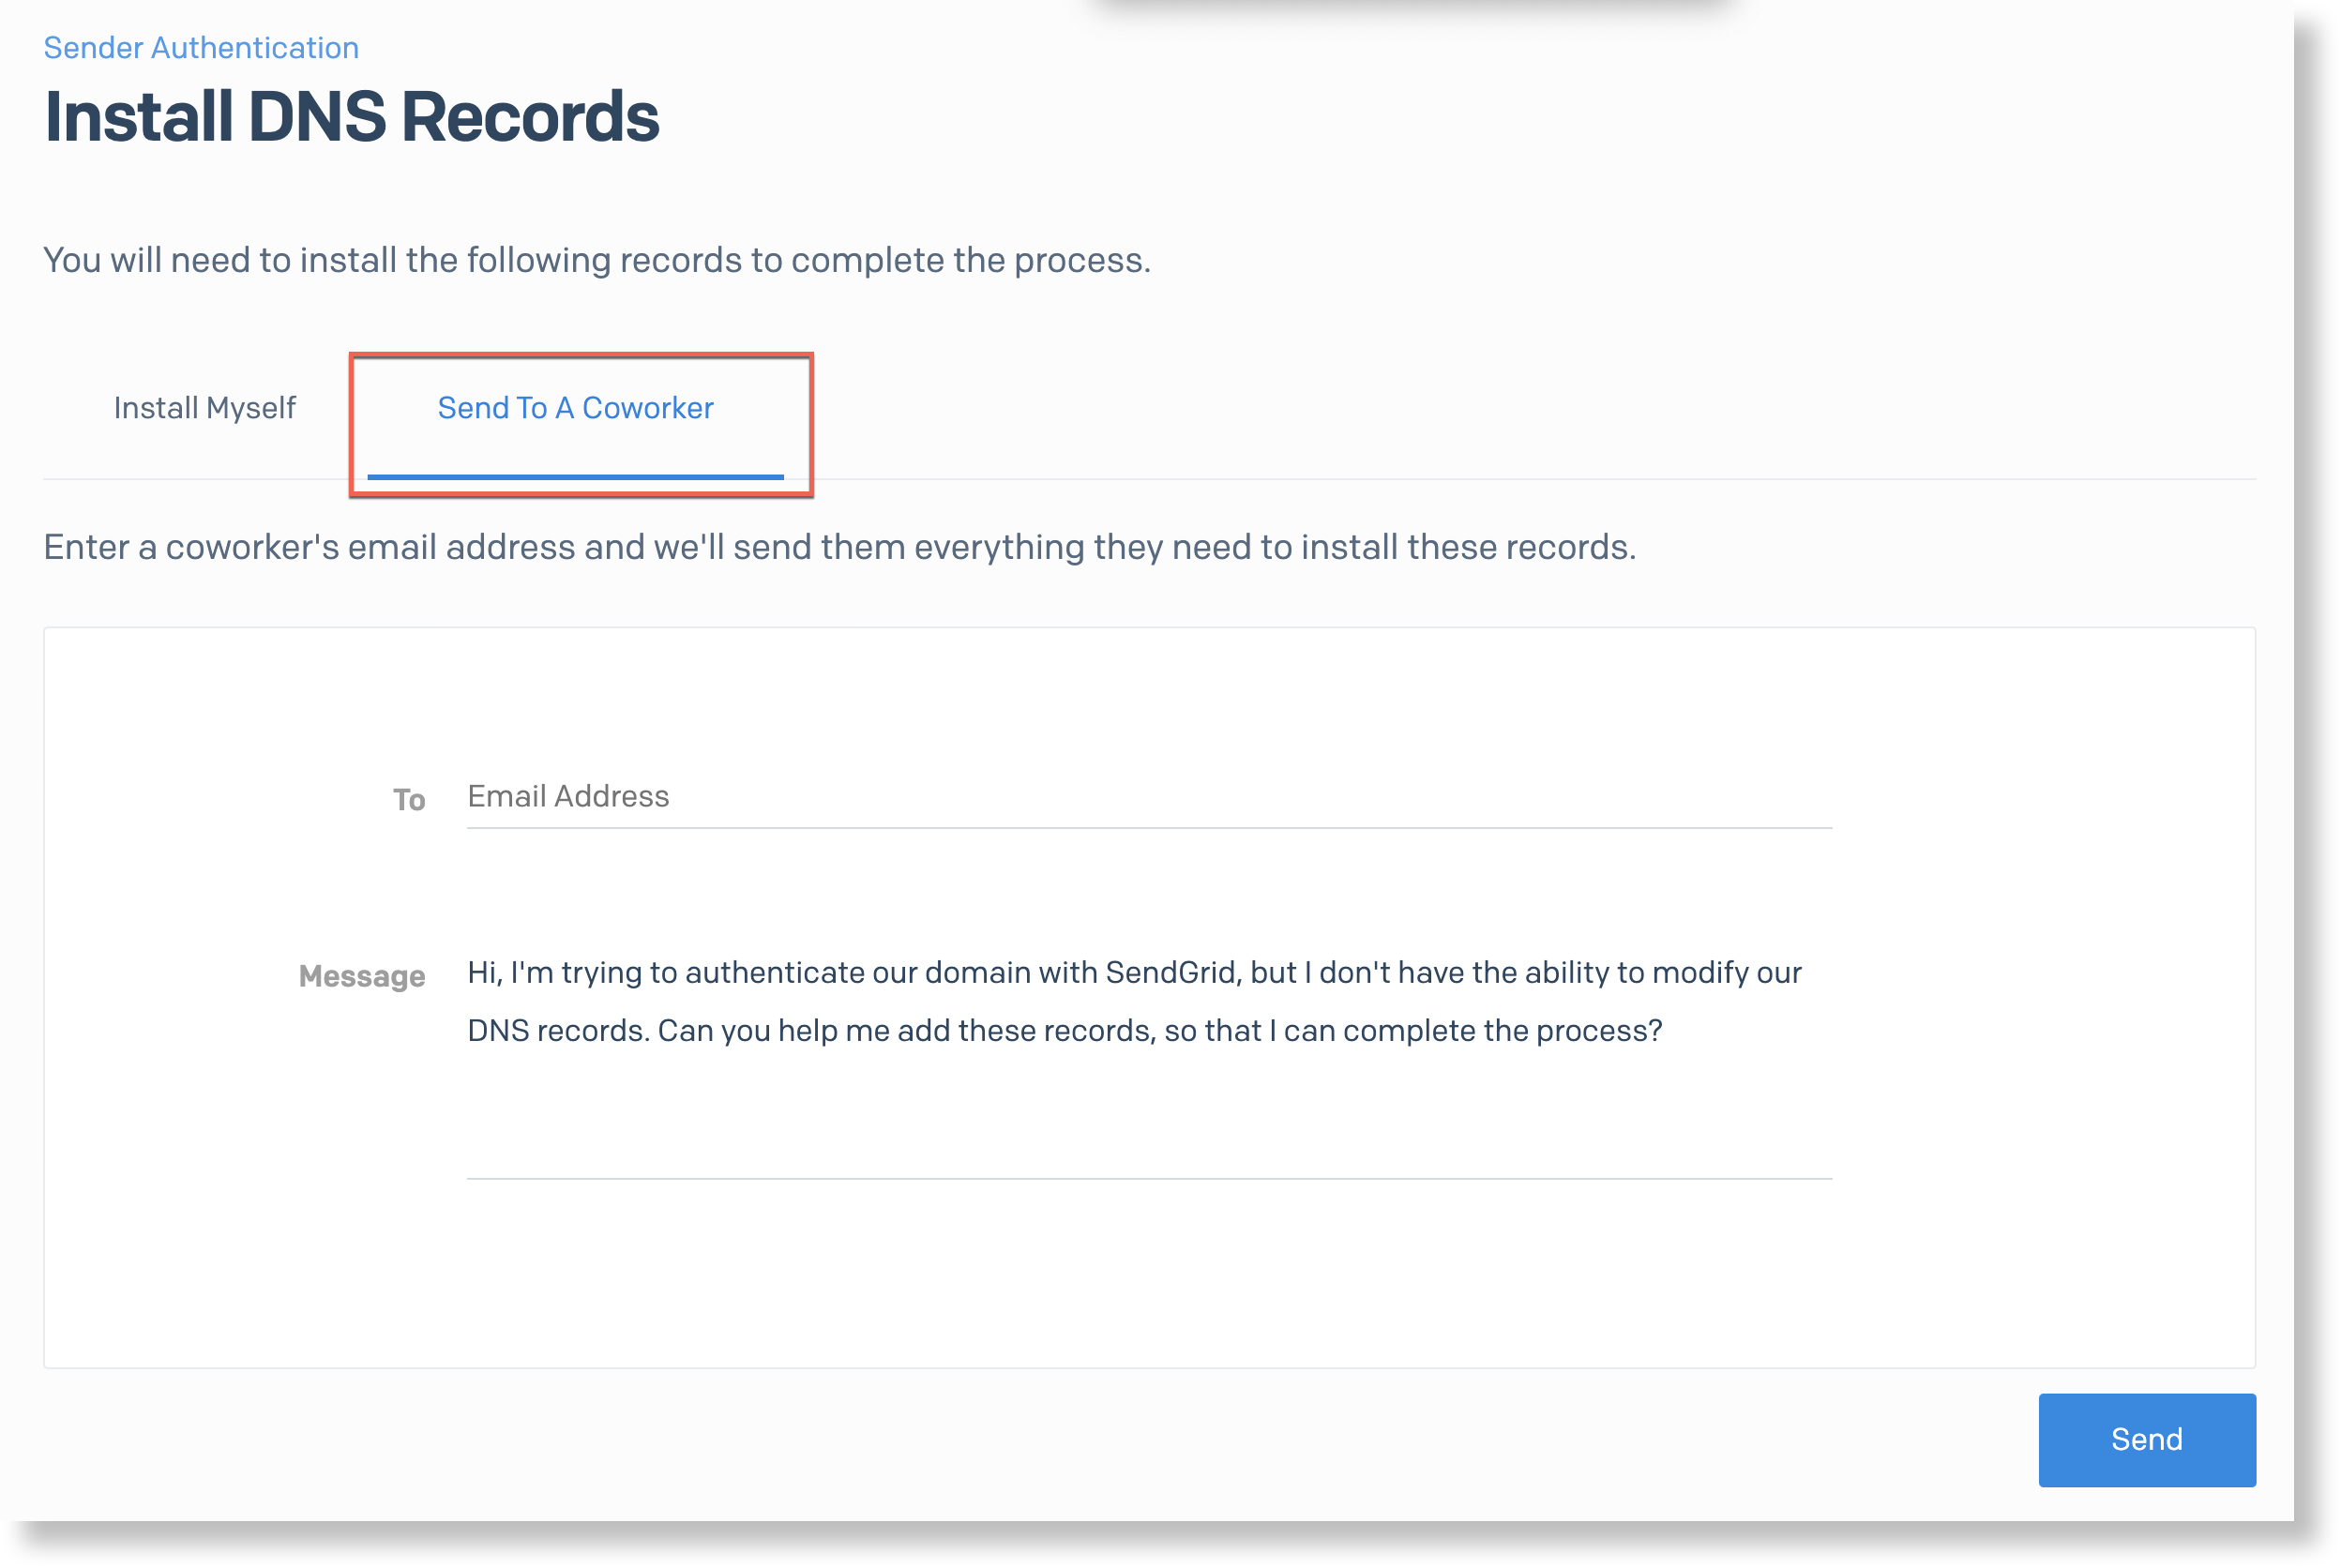 Sender Authentication
Install DNS Records
You will need to install the following records to complete the process.
Install Myself
Send To A Coworker
Enter a coworker's email address and we'll send them everything they need to install these records.
To
Email Address
Message
Hi, I'm trying to authenticate our domain with SendGrid, but I don't have the ability to modify our
DNS records. Can you help me add these records, so that I can complete the process?
Send